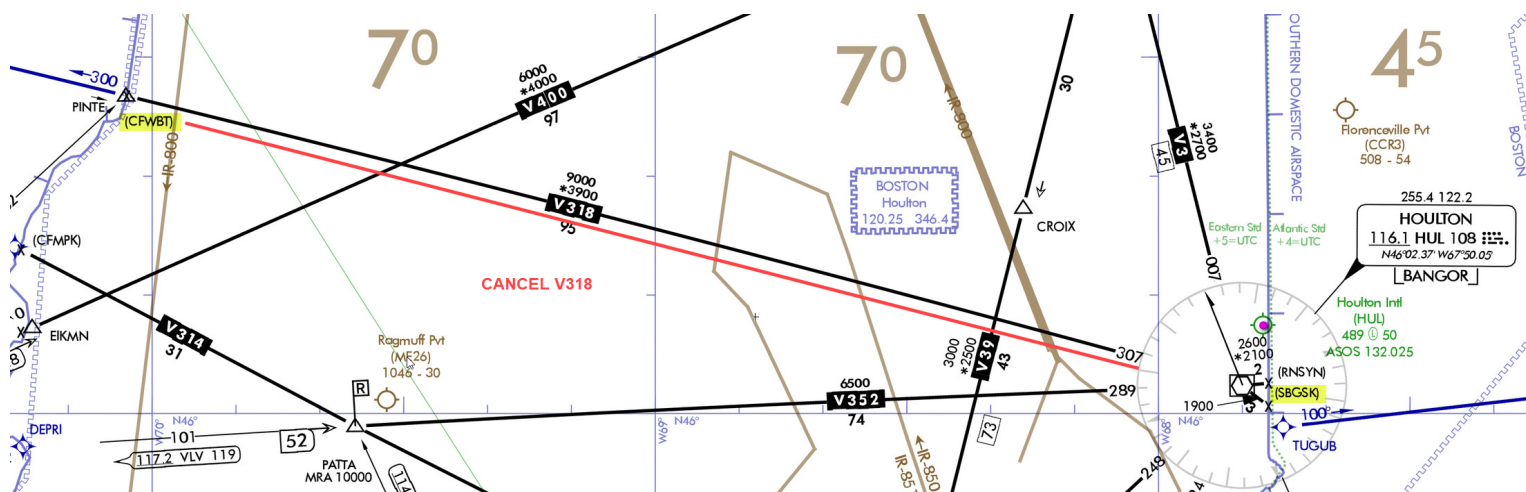 7⁰
7⁰
4⁵
300
PINTE
(CFWBT)
IR-800
6000
*4000
V400
97
IR-800
30
3400
*2700
V3
45
OUTHERN DOMESTIC AIRSPACE
BOSTON
Florenceville Pvt
(CCR3)
508 - 54
9000
*3900
V318
95
BOSTON
Houlton
120.25 346.4
CROIX
Eastern Std
+5=UTC
Atlantic Std
+4=UTC
255.4 122.2
HOULTON
116.1 HUL 108
N46°02.37' W67°50.05'
BANGOR
(CFMPK)
CANCEL V318
007
Houlton Intl
(HUL)
489 Ⓛ 50
ASOS 132.025
EIKMN
V314
31
Ragmuff Pvt
(MF26)
1046 - 30
3000
*2500
V39
43
307
2600
*2100
2
(RNSYN)
(SBGSK)
3
1900
6500
V352
74
289
W70°
N46°
W69°
N46°
W68°
N46°
100°
TUGUB
DEPRI
101
52
117.2 VLV 119
PATTA
MRA 10000
114
73
IR-850
IR-851
248